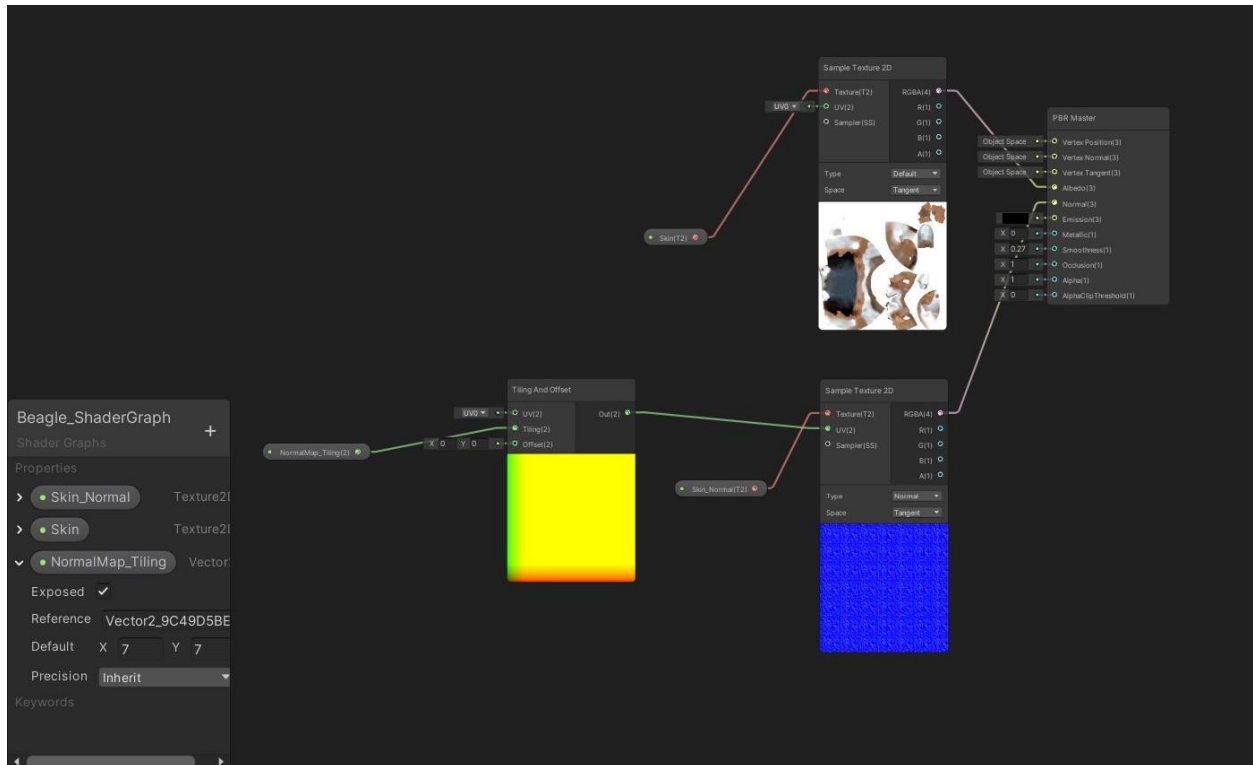 Sample Texture 2D
Texture(T2) RGBA(4)
UV0 UV(2) R(1)
Sampler(SS) G(1)
B(1)
A(1)
Type Default
Space Tangent
PBR Master
Object Space Vertex Position(3)
Object Space Vertex Normal(3)
Object Space Vertex Tangent(3)
Albedo(3)
Normal(3)
Emission(3)
X 0 Metallic(1)
X 0.27 Smoothness(1)
X 1 Occlusion(1)
X 1 Alpha(1)
X 0 AlphaClipThreshold(1)
Skin(T2)
Tiling And Offset
UV0 UV(2) Out(2)
Tiling(2)
X 0 Y 0 Offset(2)
NormalMap_Tiling(2)
Sample Texture 2D
Texture(T2) RGBA(4)
UV(2) R(1)
Sampler(SS) G(1)
B(1)
A(1)
Type Normal
Space Tangent
Skin_Normal(T2)
Beagle_ShaderGraph +
Shader Graphs
Properties
Skin_Normal Texture2D
Skin Texture2
NormalMap_Tiling Vector
Exposed
Reference Vector2_9C49D5BE
Default X 7 Y 7
Precision Inherit
Keywords